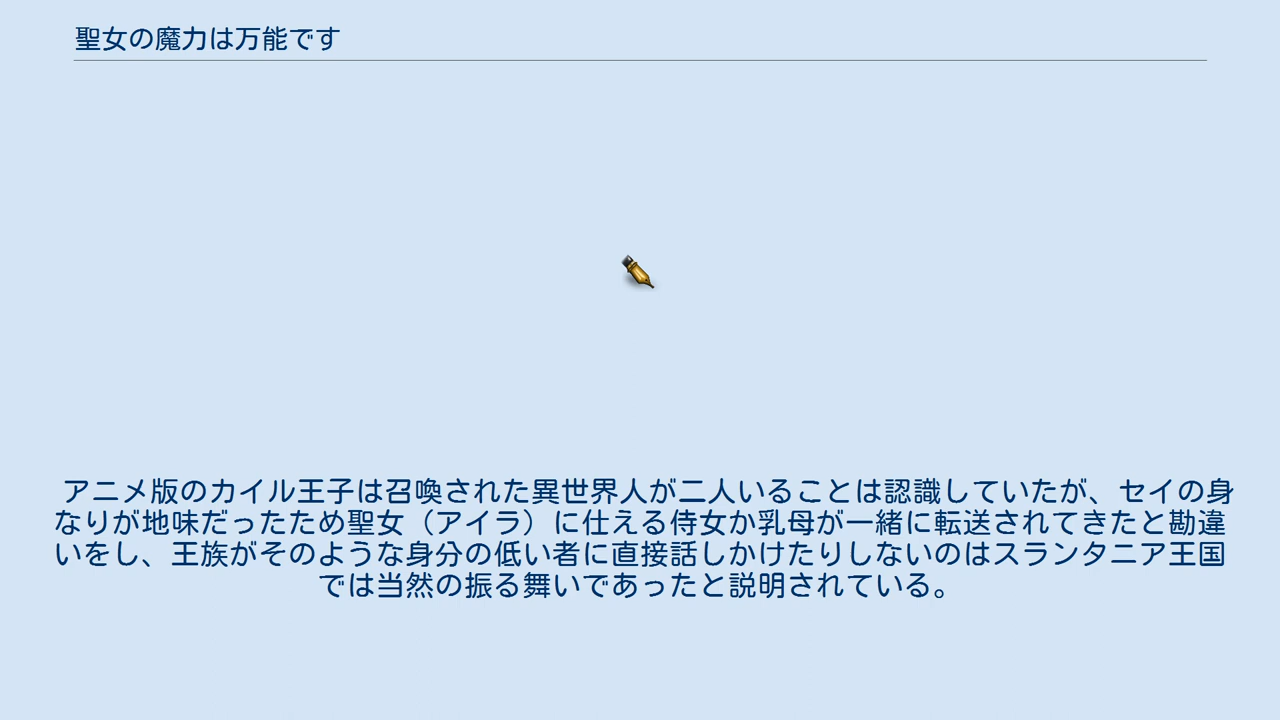 聖女の魔力は万能です
アニメ版のカイル王子は召喚された異世界人が二人いることは認識していたが、セイの身
なりが地味だったため聖女（アイラ）に仕える侍女か乳母が一緒に転送されてきたと勘違
いをし、王族がそのような身分の低い者に直接話しかけたりしないのはスランタニア王国
では当然の振る舞いであったと説明されている。